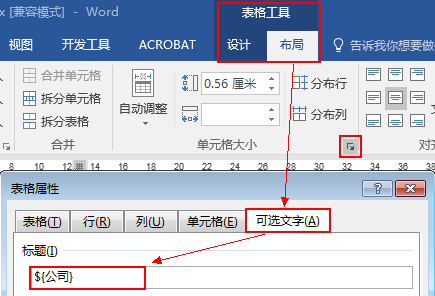 x [兼容模式] - Word
表格工具
视图 开发工具 ACROBAT 设计 布局 告诉我你想要做
合并单元格
拆分单元格
拆分表格
合并
自动调整
0.56 厘米
分布行
分布列
单元格大小
对齐
8 10 12 16 18 20 22 24 26 28 30 32 34 36 38
表格属性
表格(T) 行(R) 列(U) 单元格(E) 可选文字(A)
标题(I)
${公司}